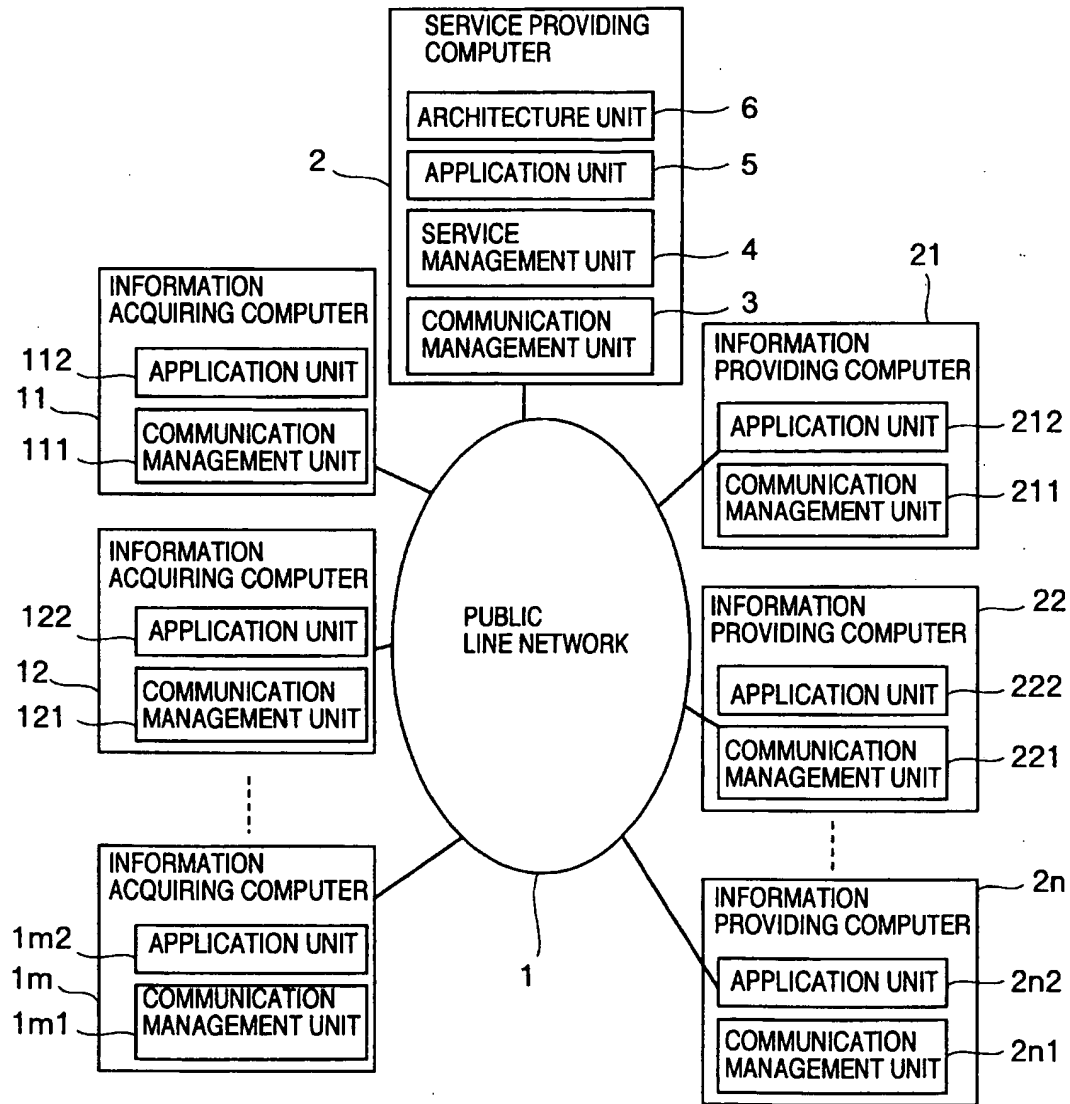 SERVICE PROVIDING
COMPUTER
ARCHITECTURE UNIT
6
2
APPLICATION UNIT
5
SERVICE
MANAGEMENT UNIT
4
COMMUNICATION
MANAGEMENT UNIT
3
INFORMATION
ACQUIRING COMPUTER
112
APPLICATION UNIT
11
111
COMMUNICATION
MANAGEMENT UNIT
21
INFORMATION
PROVIDING COMPUTER
APPLICATION UNIT
212
COMMUNICATION
MANAGEMENT UNIT
211
INFORMATION
ACQUIRING COMPUTER
122
APPLICATION UNIT
12
121
COMMUNICATION
MANAGEMENT UNIT
PUBLIC
LINE NETWORK
1
INFORMATION
PROVIDING COMPUTER
22
APPLICATION UNIT
222
COMMUNICATION
MANAGEMENT UNIT
221
INFORMATION
ACQUIRING COMPUTER
1m2
APPLICATION UNIT
1m
1m1
COMMUNICATION
MANAGEMENT UNIT
INFORMATION
PROVIDING COMPUTER
2n
APPLICATION UNIT
2n2
COMMUNICATION
MANAGEMENT UNIT
2n1